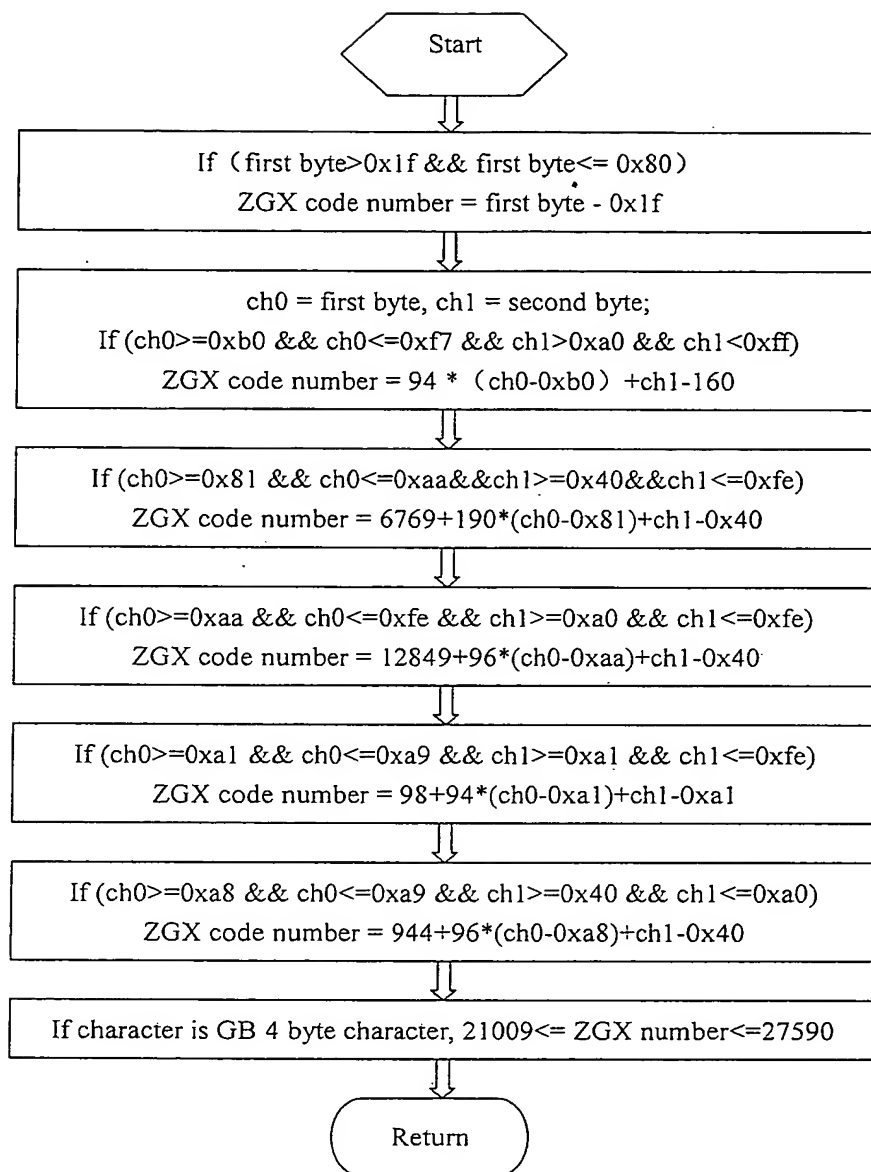 Start
If（first byte>0x1f && first byte<= 0x80）
ZGX code number = first byte - 0x1f
ch0 = first byte, ch1 = second byte;
If (ch0>=0xb0 && ch0<=0xf7 && ch1>0xa0 && ch1<0xff)
ZGX code number = 94 *（ch0-0xb0）+ch1-160
If (ch0>=0x81 && ch0<=0xaa&&ch1>=0x40&&ch1<=0xfe)
ZGX code number = 6769+190*(ch0-0x81)+ch1-0x40
If (ch0>=0xaa && ch0<=0xfe && ch1>=0xa0 && ch1<=0xfe)
ZGX code number = 12849+96*(ch0-0xaa)+ch1-0x40
If (ch0>=0xa1 && ch0<=0xa9 && ch1>=0xa1 && ch1<=0xfe)
ZGX code number = 98+94*(ch0-0xa1)+ch1-0xa1
If (ch0>=0xa8 && ch0<=0xa9 && ch1>=0x40 && ch1<=0xa0)
ZGX code number = 944+96*(ch0-0xa8)+ch1-0x40
If character is GB 4 byte character, 21009<= ZGX number<=27590
Return